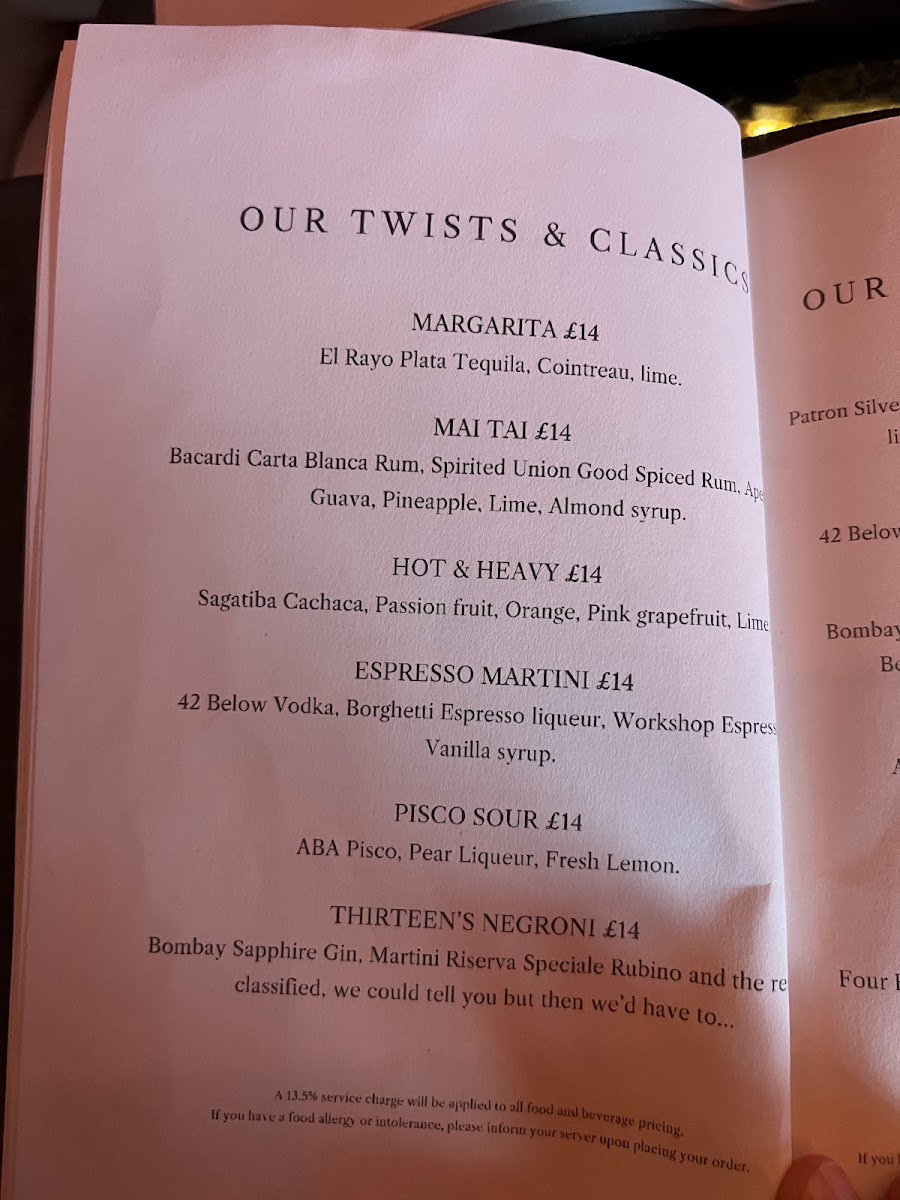 OUR TWISTS & CLASSICS
MARGARITA £14
El Rayo Plata Tequila, Cointreau, lime.
MAI TAI £14
Bacardi Carta Blanca Rum, Spirited Union Good Spiced Rum, Ape
Guava, Pineapple, Lime, Almond syrup.
HOT & HEAVY £14
Sagatiba Cachaca, Passion fruit, Orange, Pink grapefruit, Lime
ESPRESSO MARTINI £14
42 Below Vodka, Borghetti Espresso liqueur, Workshop Espress
Vanilla syrup.
PISCO SOUR £14
ABA Pisco, Pear Liqueur, Fresh Lemon.
THIRTEEN'S NEGRONI £14
Bombay Sapphire Gin, Martini Riserva Speciale Rubino and the re
classified, we could tell you but then we'd have to...
A 13.5% service charge will be applied to all food and beverage pricing.
If you have a food allergy or intolerance, please inform your server upon placing your order.
OUR
Patron Silve
li
42 Below
Bombay
Be
A
Four
If you